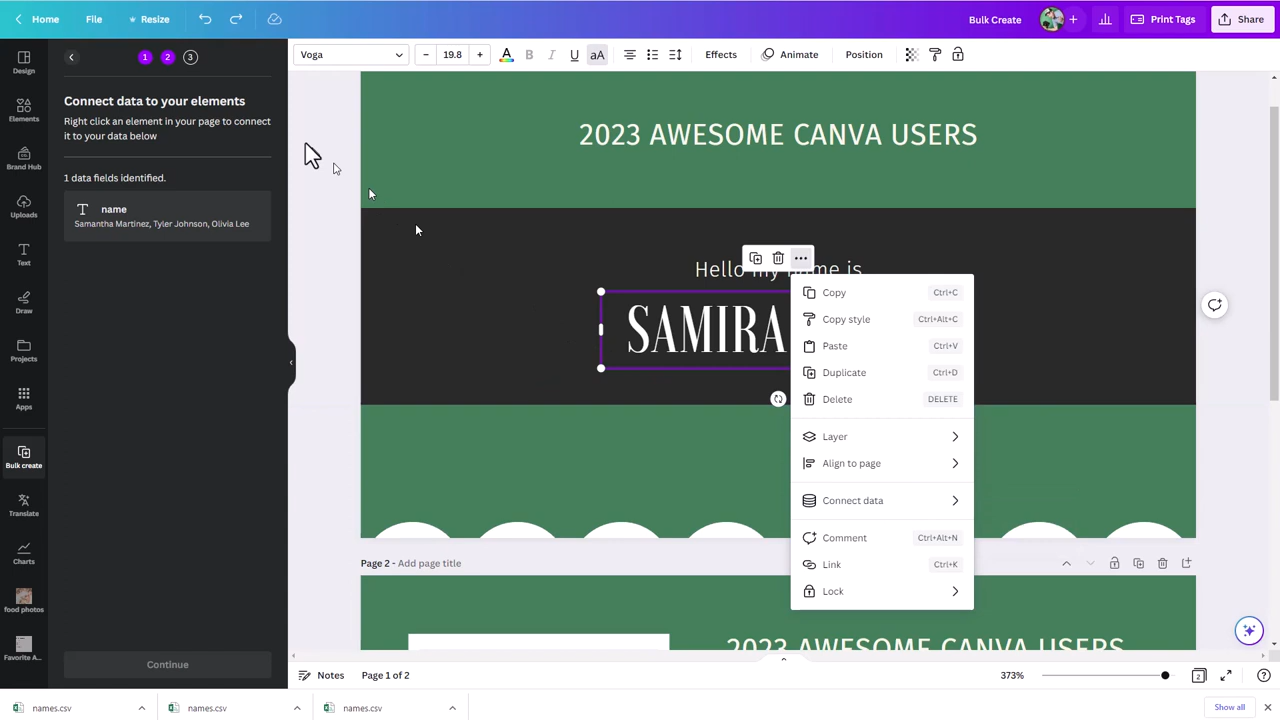 Home
File
Resize
Bulk Create
Print Tags
Share
Design
Elements
Brand Hub
Uploads
Text
Draw
Projects
Apps
Bulk create
Translate
Charts
food photos
Favorite A...
1
2
3
Connect data to your elements
Right click an element in your page to connect
it to your data below
1 data fields identified.
name
Samantha Martinez, Tyler Johnson, Olivia Lee
Continue
Voga
19.8
A
B
I
U
aA
Effects
Animate
Position
2023 AWESOME CANVA USERS
Hello my name is
SAMIRA
Copy Ctrl+C
Copy style Ctrl+Alt+C
Paste Ctrl+V
Duplicate Ctrl+D
Delete DELETE
Layer
Align to page
Connect data
Comment Ctrl+Alt+N
Link Ctrl+K
Lock
Page 2 - Add page title
2023 AWESOME CANVA USERS
Notes
Page 1 of 2
373%
2
names.csv
names.csv
names.csv
Show all